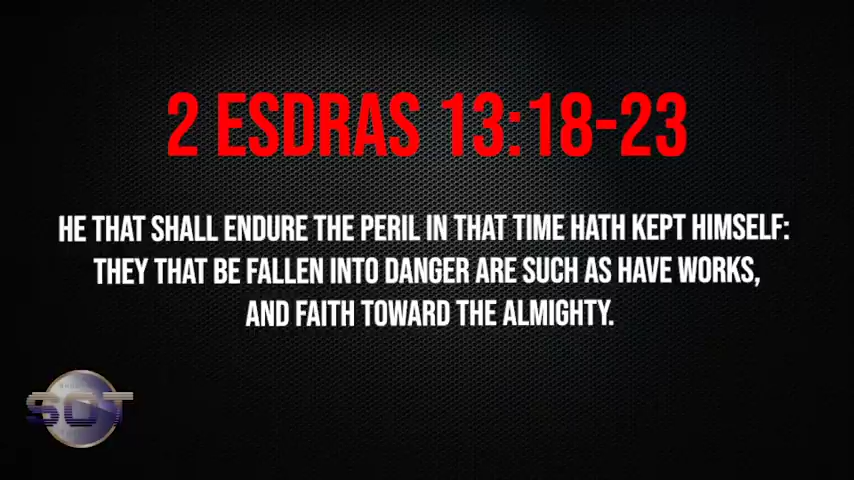 2 ESDRAS 13:18-23
HE THAT SHALL ENDURE THE PERIL IN THAT TIME HATH KEPT HIMSELF:
THEY THAT BE FALLEN INTO DANGER ARE SUCH AS HAVE WORKS,
AND FAITH TOWARD THE ALMIGHTY.
SOT